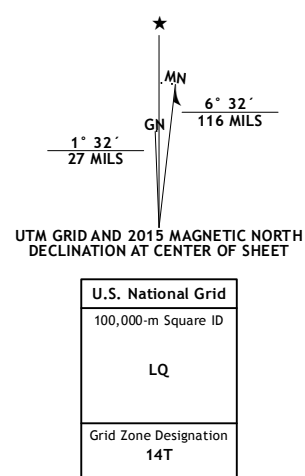 ★
MN
GN
6° 32´
116 MILS
1° 32´
27 MILS
UTM GRID AND 2015 MAGNETIC NORTH
DECLINATION AT CENTER OF SHEET
U.S. National Grid
100,000-m Square ID
LQ
Grid Zone Designation
14T